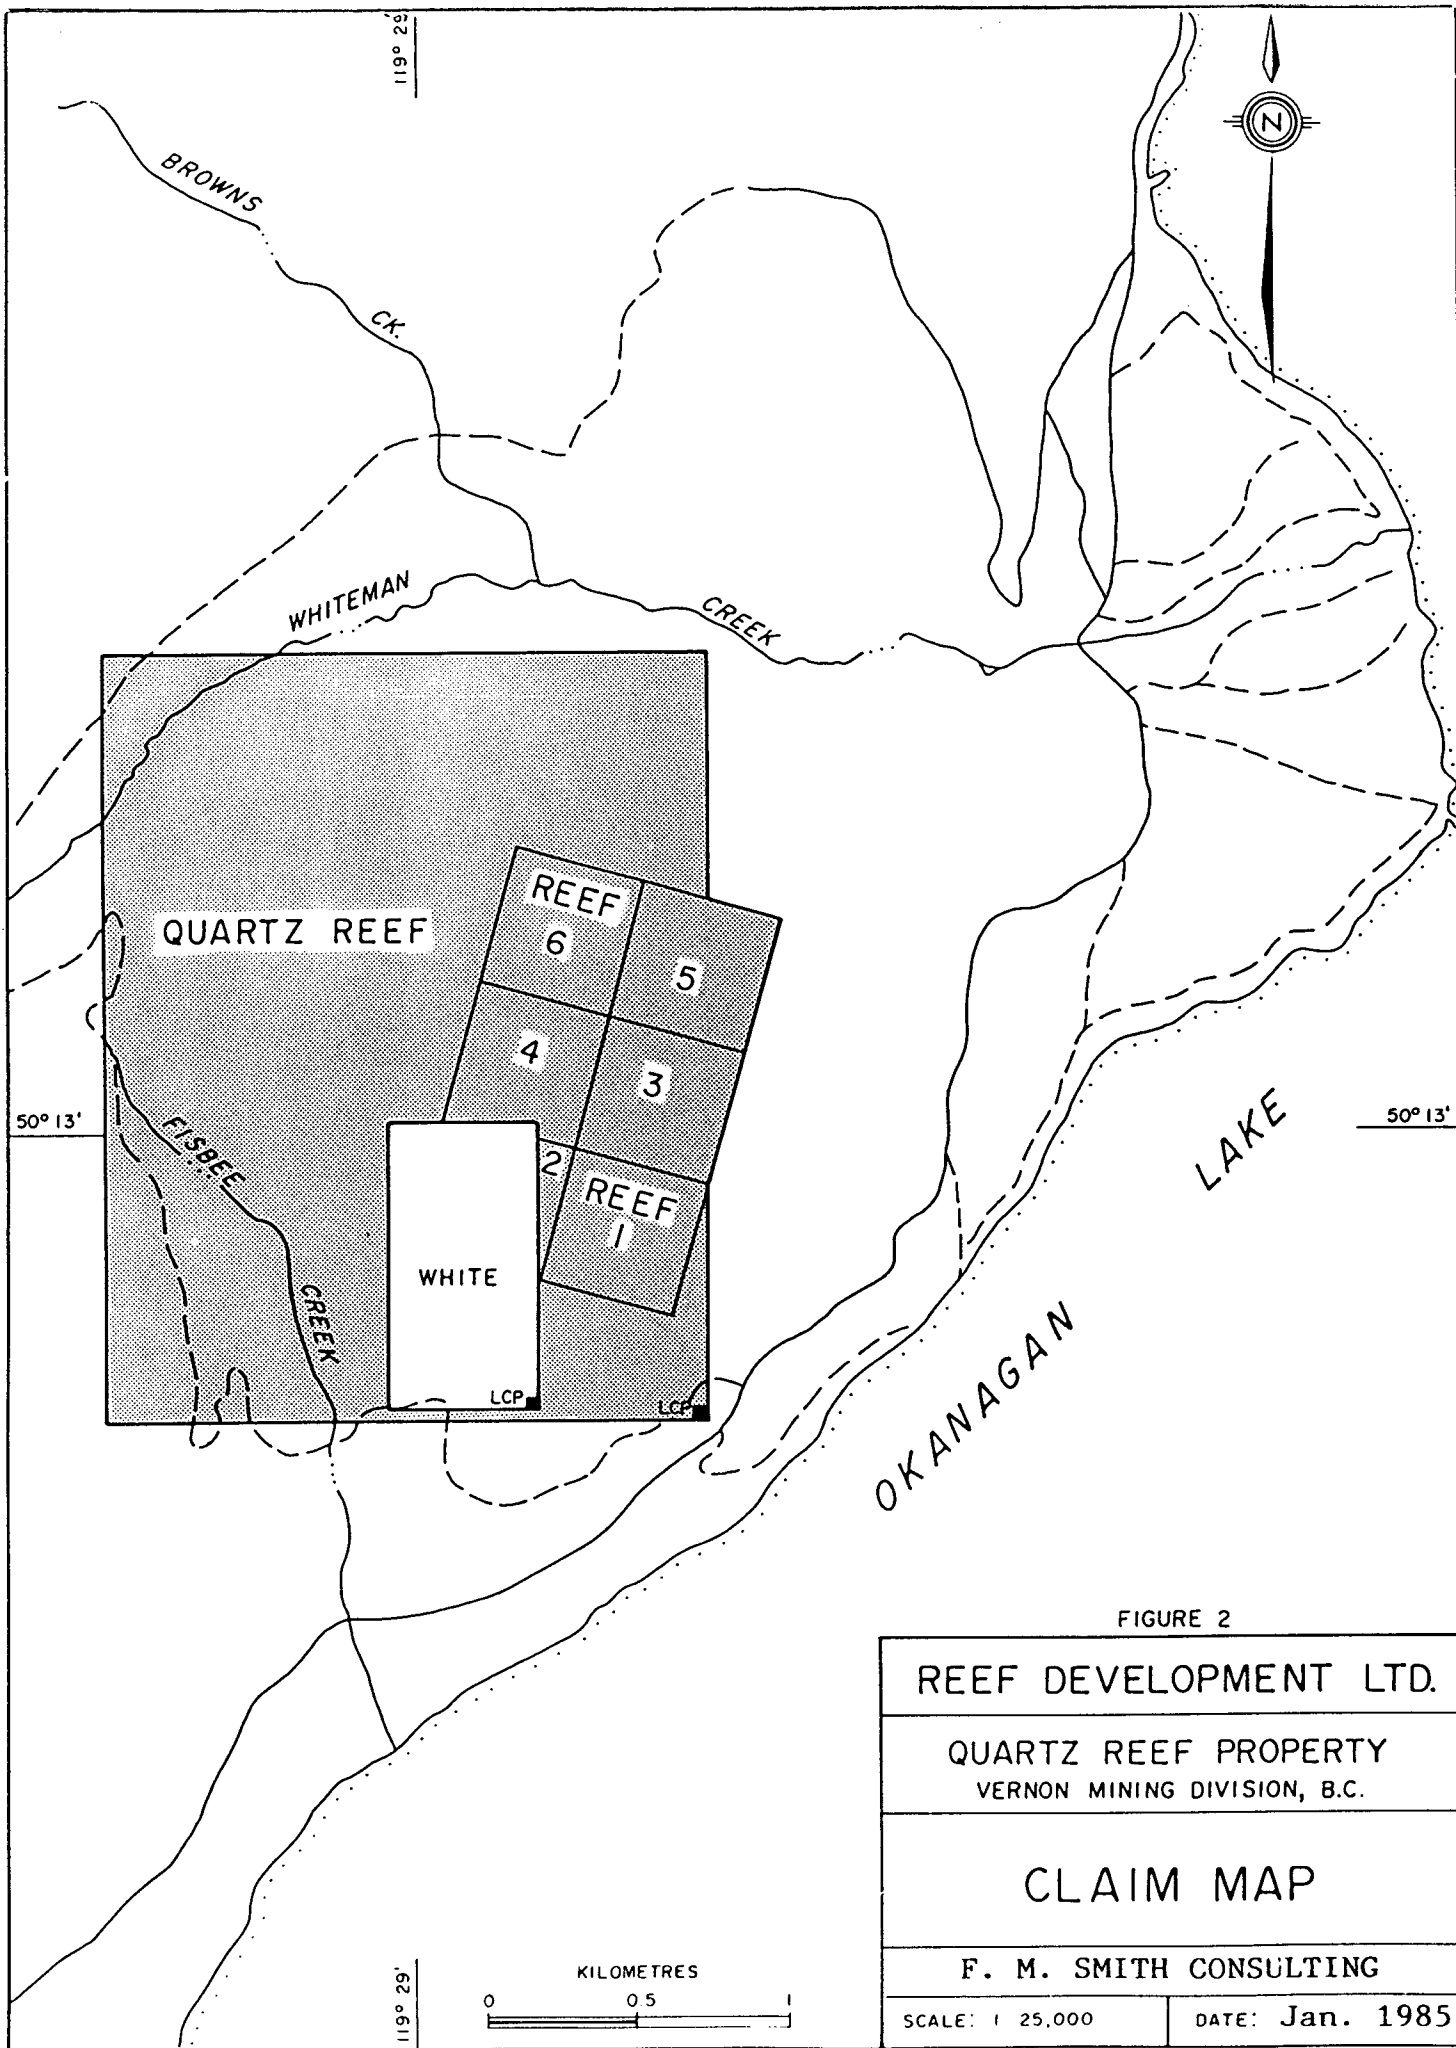 119° 29'
N
BROWNS
CK.
WHITEMAN
CREEK
QUARTZ REEF
REEF
6
5
4
3
50° 13'
50° 13'
FISBEE
CREEK
2
REEF
1
WHITE
LCP
LCP
OKANAGAN
LAKE
FIGURE 2
REEF DEVELOPMENT LTD.
QUARTZ REEF PROPERTY
VERNON MINING DIVISION, B.C.
CLAIM MAP
F. M. SMITH CONSULTING
SCALE: 1 25,000
DATE: Jan. 1985
KILOMETRES
0 0.5 1
119° 29'